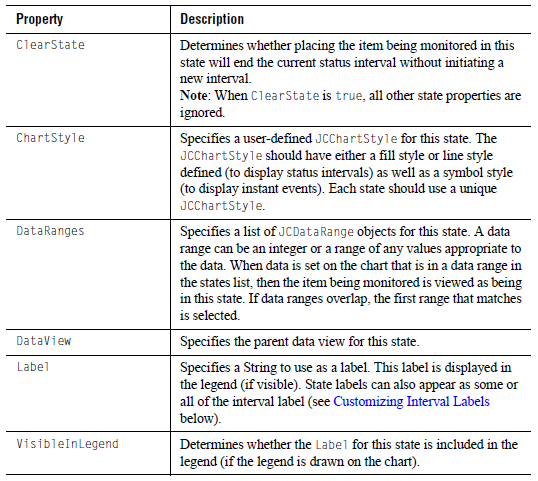 Property Description
ClearState Determines whether placing the item being monitored in this
state will end the current status interval without initiating a
new interval.
Note: When ClearState is true, all other state properties are
ignored.
ChartStyle Specifies a user-defined JCChartStyle for this state. The
JCChartStyle should have either a fill style or line style
defined (to display status intervals) as well as a symbol style
(to display instant events). Each state should use a unique
JCChartStyle.
DataRanges Specifies a list of JCDataRange objects for this state. A data
range can be an integer or a range of any values appropriate to
the data. When data is set on the chart that is in a data range in
the states list, then the item being monitored is viewed as being
in this state. If data ranges overlap, the first range that matches
is selected.
DataView Specifies the parent data view for this state.
Label Specifies a String to use as a label. This label is displayed in
the legend (if visible). State labels can also appear as some or
all of the interval label (see Customizing Interval Labels
below).
VisibleInLegend Determines whether the Label for this state is included in the
legend (if the legend is drawn on the chart).